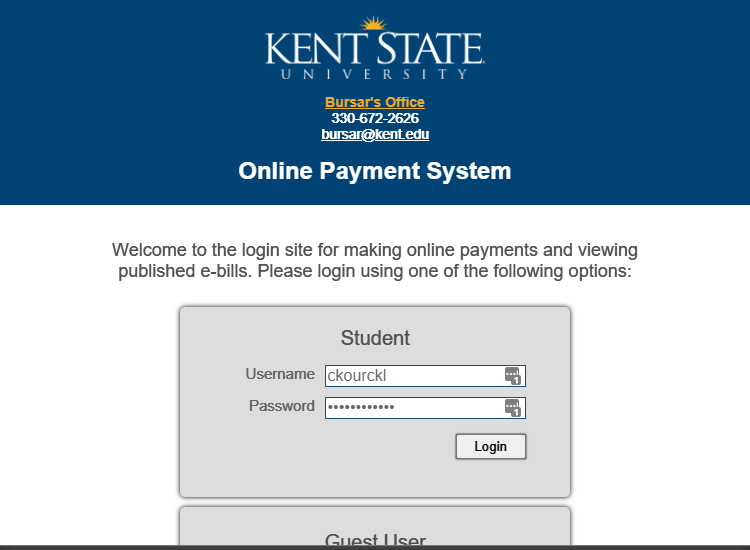 KENT STATE
UNIVERSITY
Bursar's Office
330-672-2626
bursar@kent.edu
Online Payment System
Welcome to the login site for making online payments and viewing
published e-bills. Please login using one of the following options:
Student
Username ckourckl
Password ••••••••••••
Login
Guest User